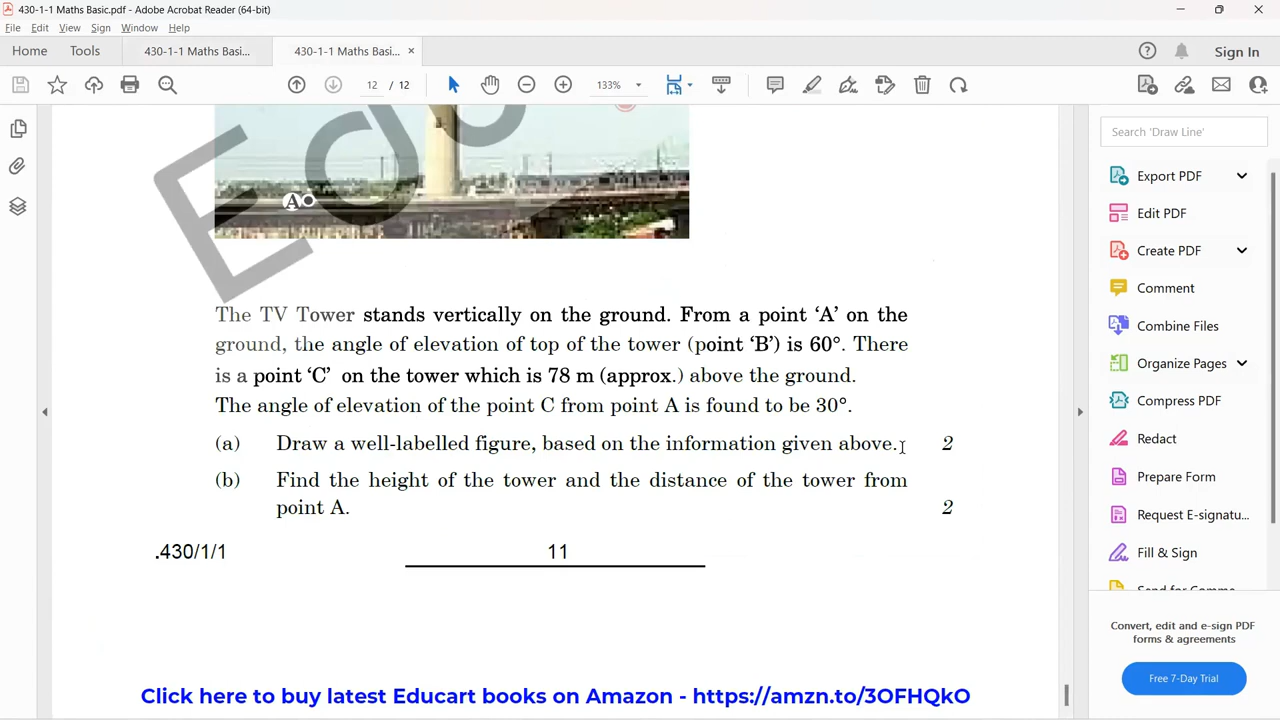 430-1-1 Maths Basic.pdf - Adobe Acrobat Reader (64-bit)
File Edit View Sign Window Help
Home Tools 430-1-1 Maths Basi... 430-1-1 Maths Basi... × Sign In
12 / 12 133%
Edu
A
Search 'Draw Line'
Export PDF
Edit PDF
Create PDF
Comment
Combine Files
Organize Pages
Compress PDF
Redact
Prepare Form
Request E-signatu...
Fill & Sign
The TV Tower stands vertically on the ground. From a point ‘A’ on the
ground, the angle of elevation of top of the tower (point ‘B’) is 60°. There
is a point ‘C’ on the tower which is 78 m (approx.) above the ground.
The angle of elevation of the point C from point A is found to be 30°.
(a) Draw a well-labelled figure, based on the information given above. 2
(b) Find the height of the tower and the distance of the tower from
point A. 2
.430/1/1 11
Convert, edit and e-sign PDF
forms & agreements
Free 7-Day Trial
Click here to buy latest Educart books on Amazon - https://amzn.to/3OFHQkO